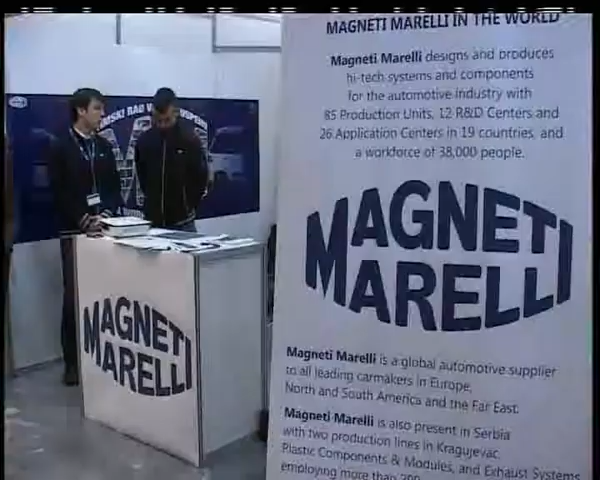 MAGNETI MARELLI IN THE WORLD
Magneti Marelli designs and produces
hi-tech systems and components
for the automotive industry with
85 Production Units, 12 R&D Centers and
26 Application Centers in 19 countries, and
a workforce of 38,000 people.
MAGNETI
MARELLI
Magneti Marelli is a global automotive supplier
to all leading carmakers in Europe,
North and South America and the Far East.
Magneti Marelli is also present in Serbia
with two production lines in Kragujevac,
Plastic Components & Modules, and Exhaust Systems
employing more than
MAGNETI
MARELLI
RAD